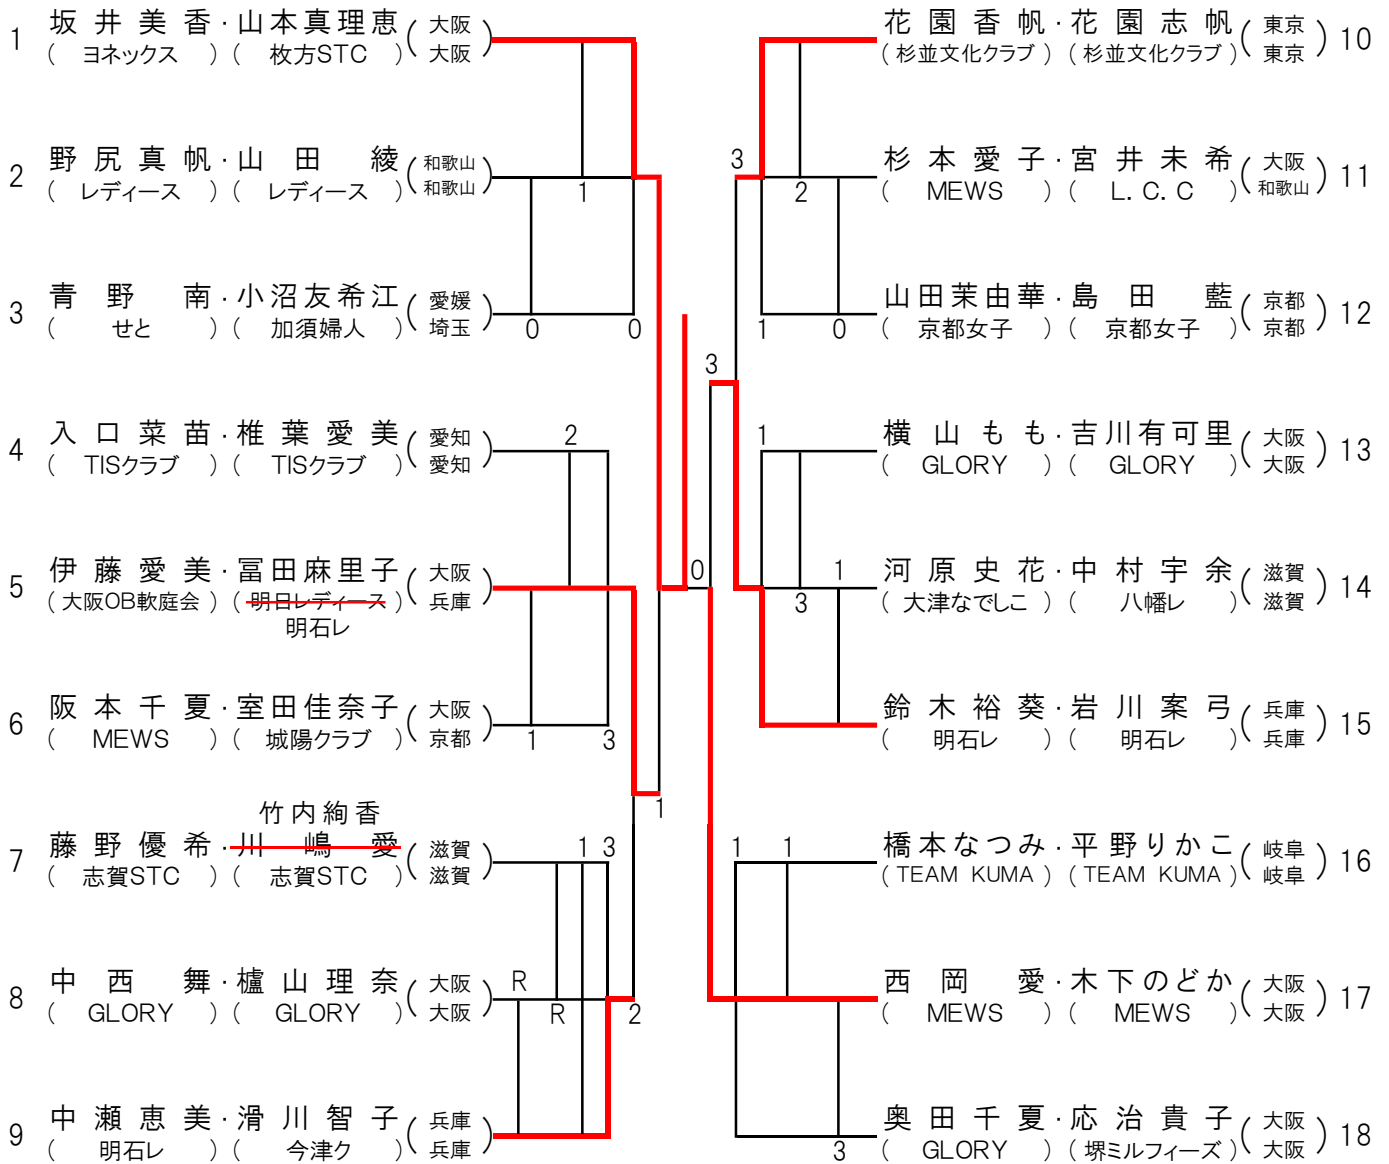 1 坂井美香・山本真理恵(大阪
( ヨネックス )( 枚方STC ) 大阪)
2 野尻真帆・山田 綾(和歌山
( レディース )( レディース ) 和歌山)
1
3 青野 南・小沼友希江(愛媛
( せと )( 加須婦人 ) 埼玉)
0 0
4 入口菜苗・椎葉愛美(愛知
( TISクラブ )( TISクラブ ) 愛知)
2
5 伊藤愛美・冨田麻里子(大阪
( 大阪OB軟庭会 )( 明日レディース ) 兵庫)
明石レ
6 阪本千夏・室田佳奈子(大阪
( MEWS )( 城陽クラブ ) 京都)
1 3
1
竹内絢香
7 藤野優希・川嶋 愛(滋賀
( 志賀STC )( 志賀STC ) 滋賀)
1 3
8 中西 舞・櫨山理奈(大阪
( GLORY )( GLORY ) 大阪)
R
R 2
9 中瀬恵美・滑川智子(兵庫
( 明石レ )( 今津ク ) 兵庫)
0
3
花園香帆・花園志帆(東京) 10
( 杉並文化クラブ )( 杉並文化クラブ ) 東京
3
杉本愛子・宮井未希(大阪) 11
( MEWS )( L.C.C ) 和歌山
2
山田茉由華・島田 藍(京都) 12
( 京都女子 )( 京都女子 ) 京都
1 0
横山もも・吉川有可里(大阪) 13
( GLORY )( GLORY ) 大阪
1
河原史花・中村宇余(滋賀) 14
( 大津なでしこ )( 八幡レ ) 滋賀
1
3
鈴木裕葵・岩川案弓(兵庫) 15
( 明石レ )( 明石レ ) 兵庫
橋本なつみ・平野りかこ(岐阜) 16
( TEAM KUMA )( TEAM KUMA ) 岐阜
1 1
西岡 愛・木下のどか(大阪) 17
( MEWS )( MEWS ) 大阪
奥田千夏・応治貴子(大阪) 18
( GLORY )( 堺ミルフィーズ ) 大阪
3